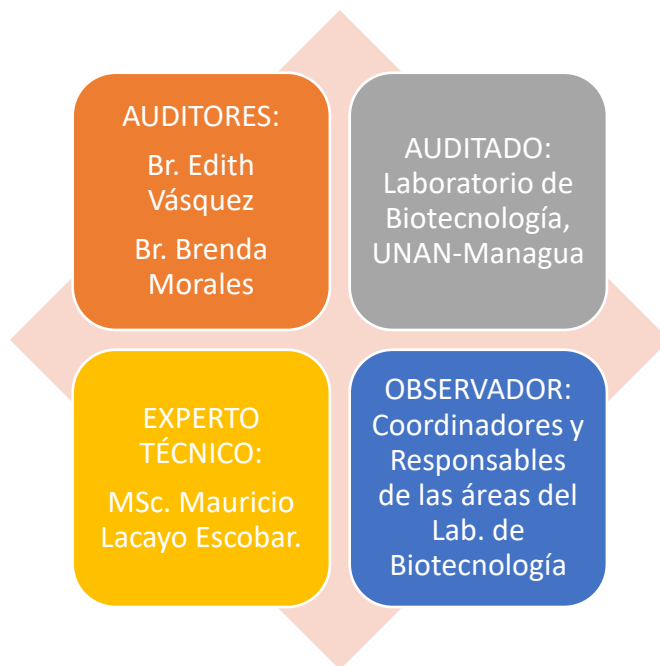 AUDITORES:
Br. Edith
Vásquez
Br. Brenda
Morales
AUDITADO:
Laboratorio de
Biotecnología,
UNAN-Managua
EXPERTO
TÉCNICO:
MSc. Mauricio
Lacayo Escobar.
OBSERVADOR:
Coordinadores y
Responsables
de las áreas del
Lab. de
Biotecnología